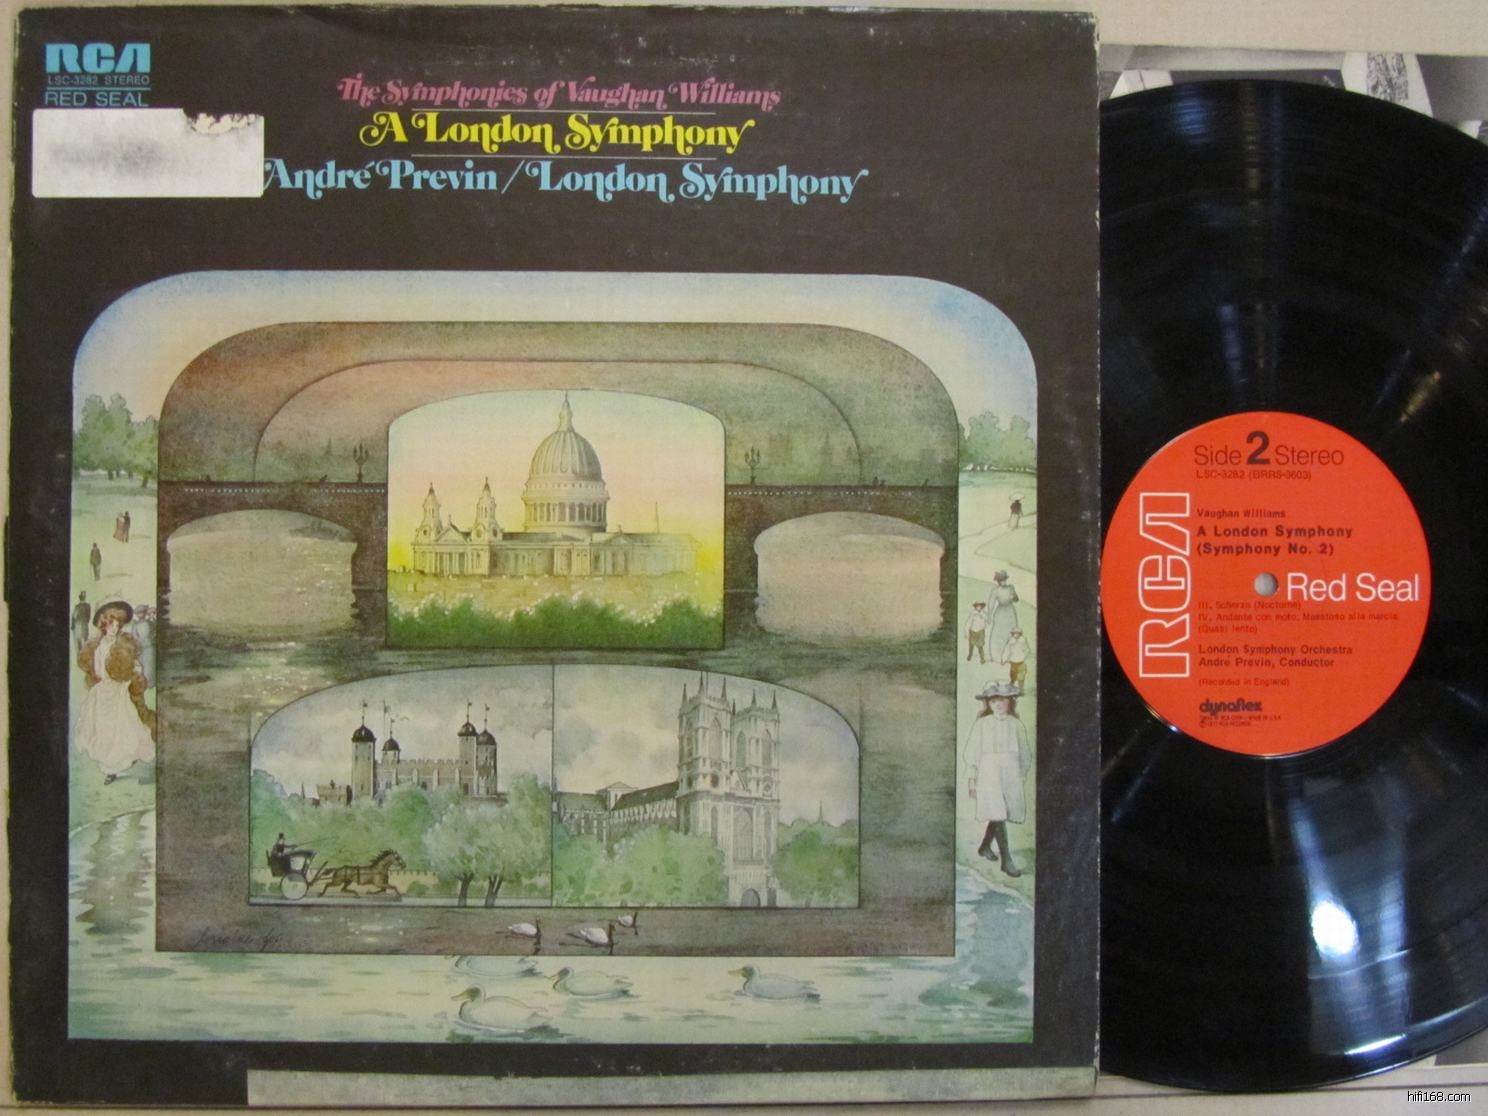 RCA
LSC-3282 STEREO
RED SEAL
The Symphonies of Vaughan Williams
A London Symphony
André Previn / London Symphony
Side 2 Stereo
LSC-3282 (BRRS-3603)
Vaughan Williams
A London Symphony
(Symphony No. 2)
RCA
Red Seal
III. Scherzo (Nocturne)
IV. Andante con moto; Maestoso alla marcia
(Quasi lento)
London Symphony Orchestra
André Previn, Conductor
(Recorded in England)
dynaflex
hifi168.com